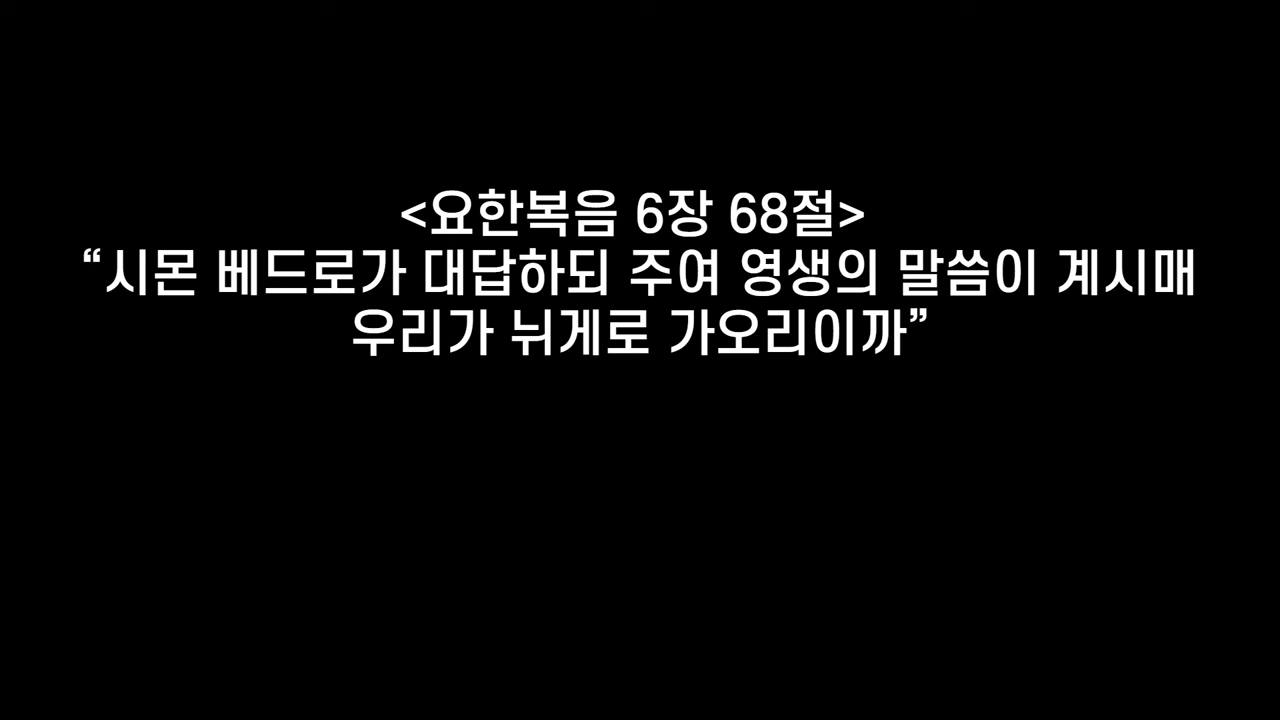 <요한복음 6장 68절>
“시몬 베드로가 대답하되 주여 영생의 말씀이 계시매
우리가 뉘게로 가오리이까”